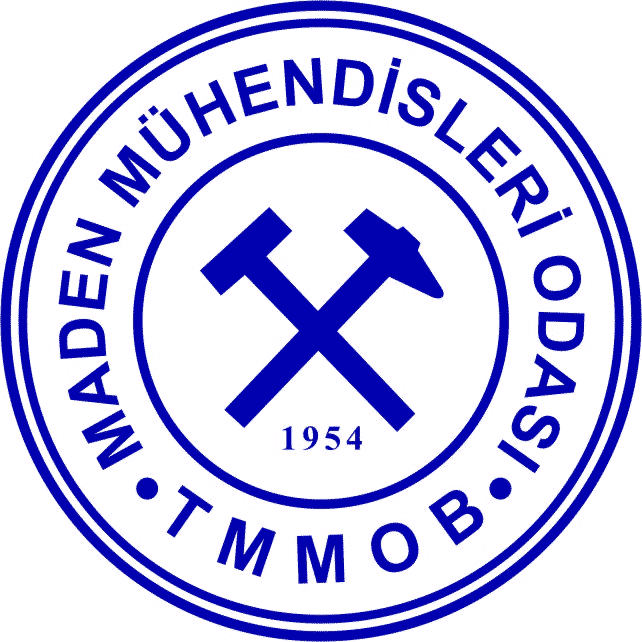 MADEN MÜHENDİSLERİ ODASI
• TMMOB •
1954